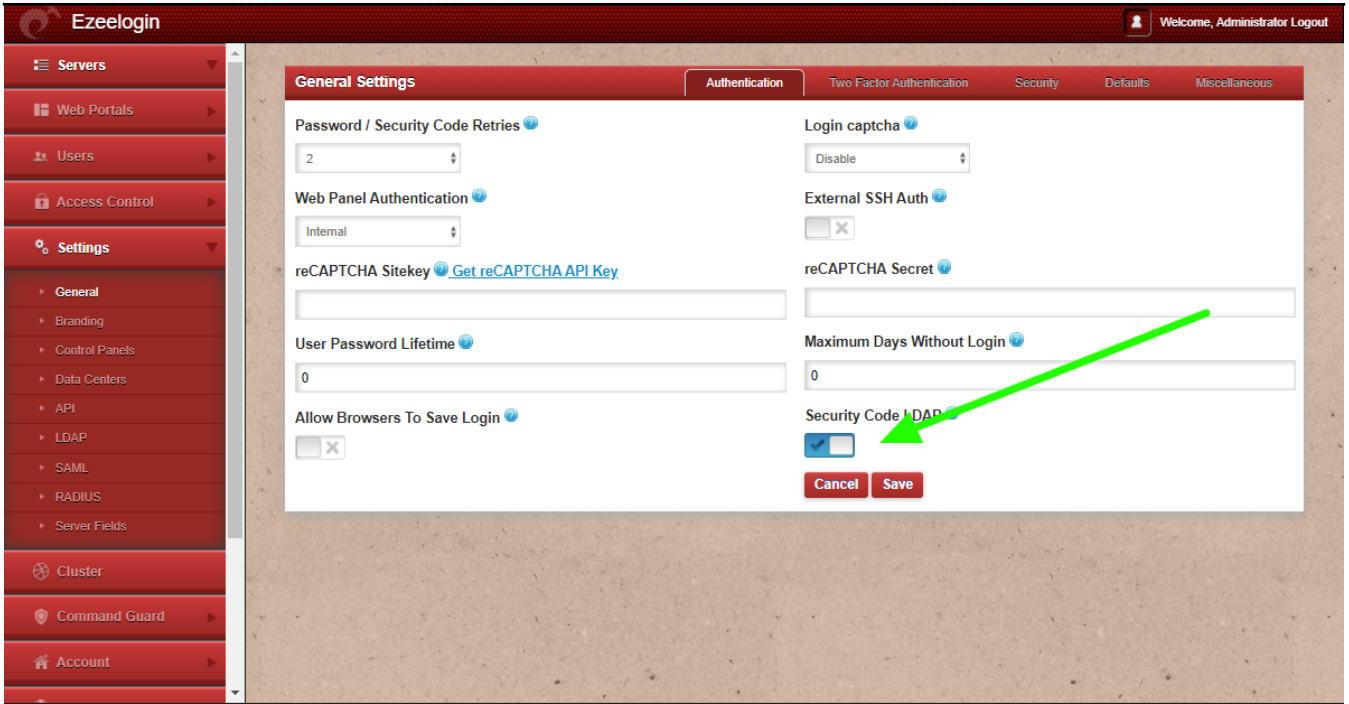 Ezeelogin
Welcome, Administrator Logout
Servers
Web Portals
Users
Access Control
Settings
General
Branding
Control Panels
Data Centers
API
LDAP
SAML
RADIUS
Server Fields
Cluster
Command Guard
Account
General Settings
Authentication
Two Factor Authentication
Security
Defaults
Miscellaneous
Password / Security Code Retries
2
Login captcha
Disable
Web Panel Authentication
Internal
External SSH Auth
reCAPTCHA Sitekey Get reCAPTCHA API Key
reCAPTCHA Secret
User Password Lifetime
0
Maximum Days Without Login
0
Allow Browsers To Save Login
Security Code LDAP
Cancel
Save